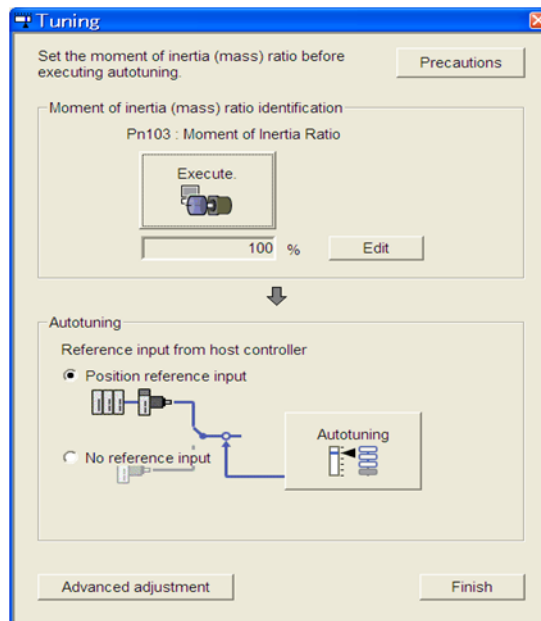 Tuning
Set the moment of inertia (mass) ratio before
executing autotuning.
Precautions
Moment of inertia (mass) ratio identification
Pn103 : Moment of Inertia Ratio
Execute.
100 %
Edit
Autotuning
Reference input from host controller
Position reference input
No reference input
Autotuning
Advanced adjustment
Finish